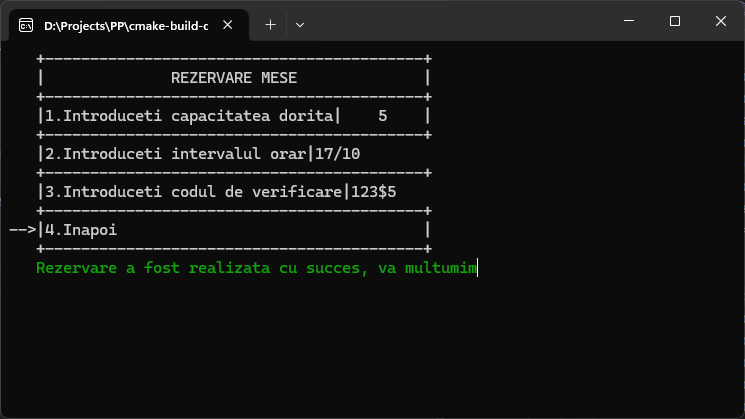 D:\Projects\PP\cmake-build-c
+------------------------------------------+
|              REZERVARE MESE              |
+------------------------------------------+
|1.Introduceti capacitatea dorita|    5    |
+------------------------------------------+
|2.Introduceti intervalul orar|17/10
+------------------------------------------+
|3.Introduceti codul de verificare|123$5
+------------------------------------------+
-->|4.Inapoi                                  |
+------------------------------------------+
Rezervare a fost realizata cu succes, va multumim